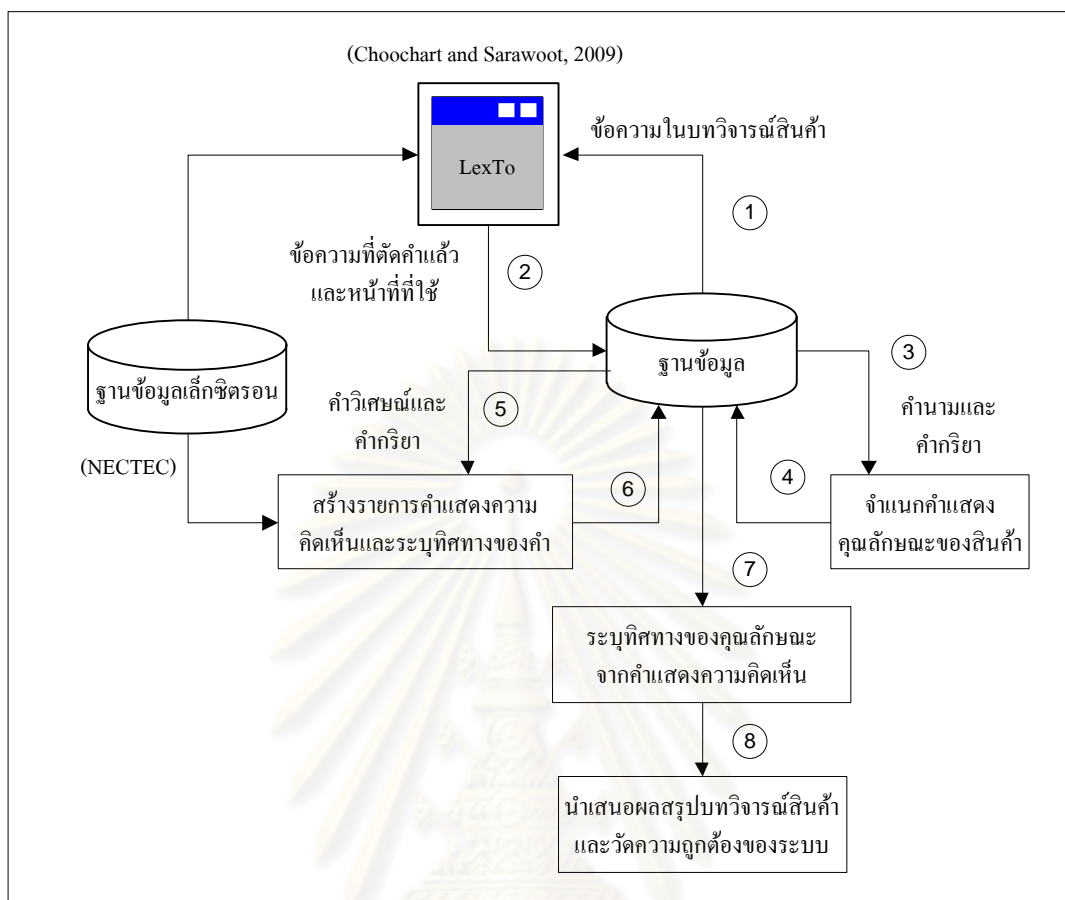 (Choochart and Sarawoot, 2009)
ข้อความในบทวิจารณ์สินค้า
LexTo
1
ข้อความที่ตัดคำแล้ว
และหน้าที่ที่ใช้
2
ฐานข้อมูล
3
ฐานข้อมูลเล็กซิตรอน
คำวิเศษณ์และ
คำกริยา
5
คำนามและ
คำกริยา
(NECTEC)
สร้างรายการคำแสดงความ
คิดเห็นและระบุทิศทางของคำ
6
4
จำแนกคำแสดง
คุณลักษณะของสินค้า
7
ระบุทิศทางของคุณลักษณะ
จากคำแสดงความคิดเห็น
8
นำเสนอผลสรุปบทวิจารณ์สินค้า
และวัดความถูกต้องของระบบ